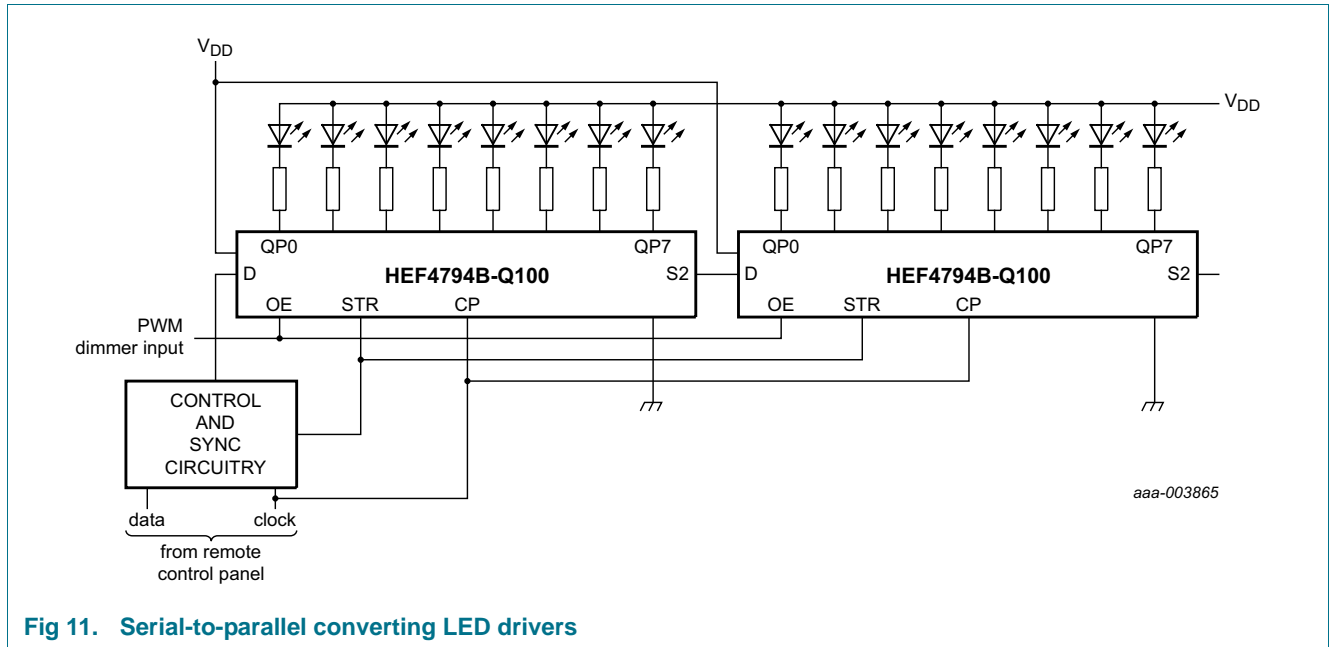 VDD
VDD
QP0 QP7 QP0 QP7
D HEF4794B-Q100 S2 D HEF4794B-Q100 S2
OE STR CP OE STR CP
PWM
dimmer input
CONTROL
AND
SYNC
CIRCUITRY
aaa-003865
data clock
from remote
control panel
Fig 11. Serial-to-parallel converting LED drivers